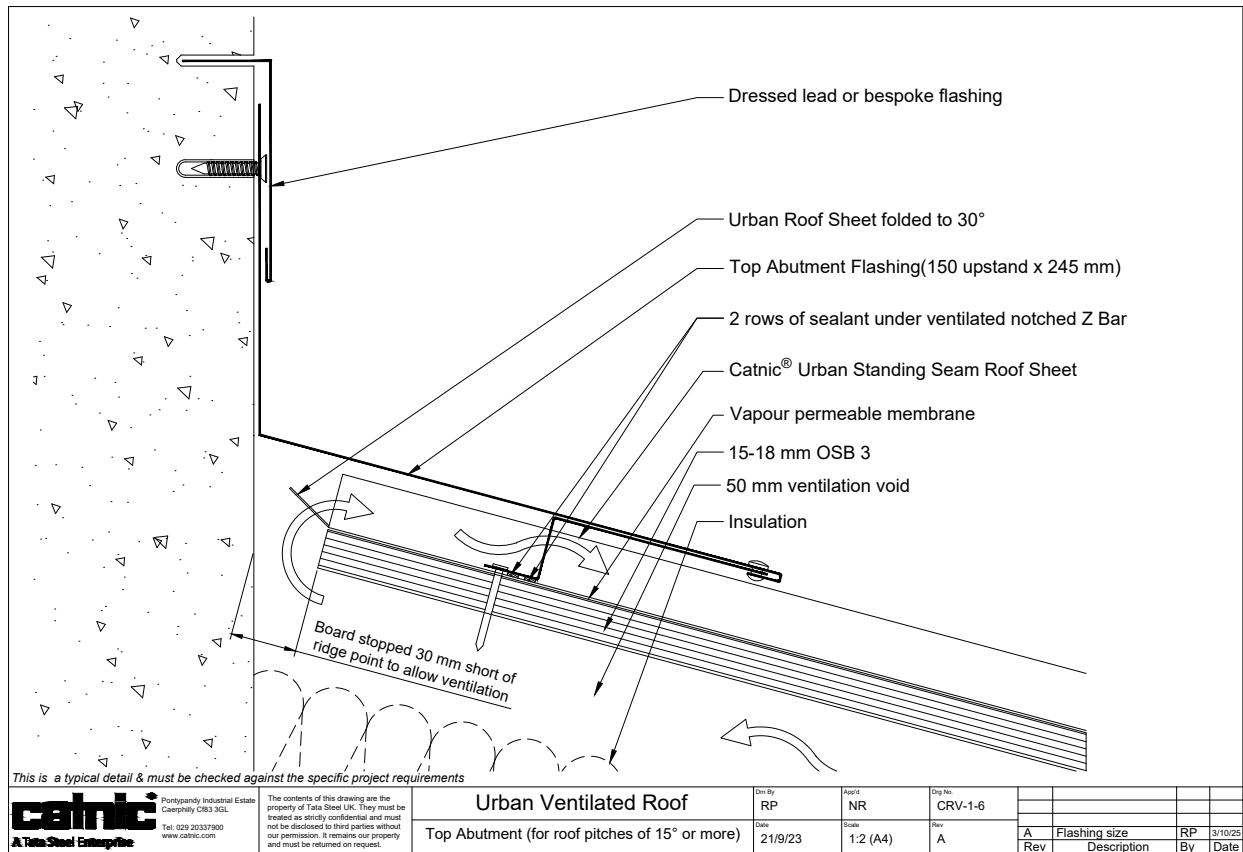 Dressed lead or bespoke flashing
Urban Roof Sheet folded to 30°
Top Abutment Flashing(150 upstand x 245 mm)
2 rows of sealant under ventilated notched Z Bar
Catnic® Urban Standing Seam Roof Sheet
Vapour permeable membrane
15-18 mm OSB 3
50 mm ventilation void
Insulation
Board stopped 30 mm short of
ridge point to allow ventilation
This is a typical detail & must be checked against the specific project requirements
catnic®
A Tata Steel Enterprise
Pontypandy Industrial Estate
Caerphilly Cf83 3GL
Tel: 029 20337900
www.catnic.com
The contents of this drawing are the
property of Tata Steel UK. They must be
treated as strictly confidential and must
not be disclosed to third parties without
our permission. It remains our property
and must be returned on request.
Urban Ventilated Roof
Top Abutment (for roof pitches of 15° or more)
Drn By
RP
App'd
NR
Drg No.
CRV-1-6
Date
21/9/23
Scale
1:2 (A4)
Rev
A
A Flashing size RP 3/10/25
Rev Description By Date